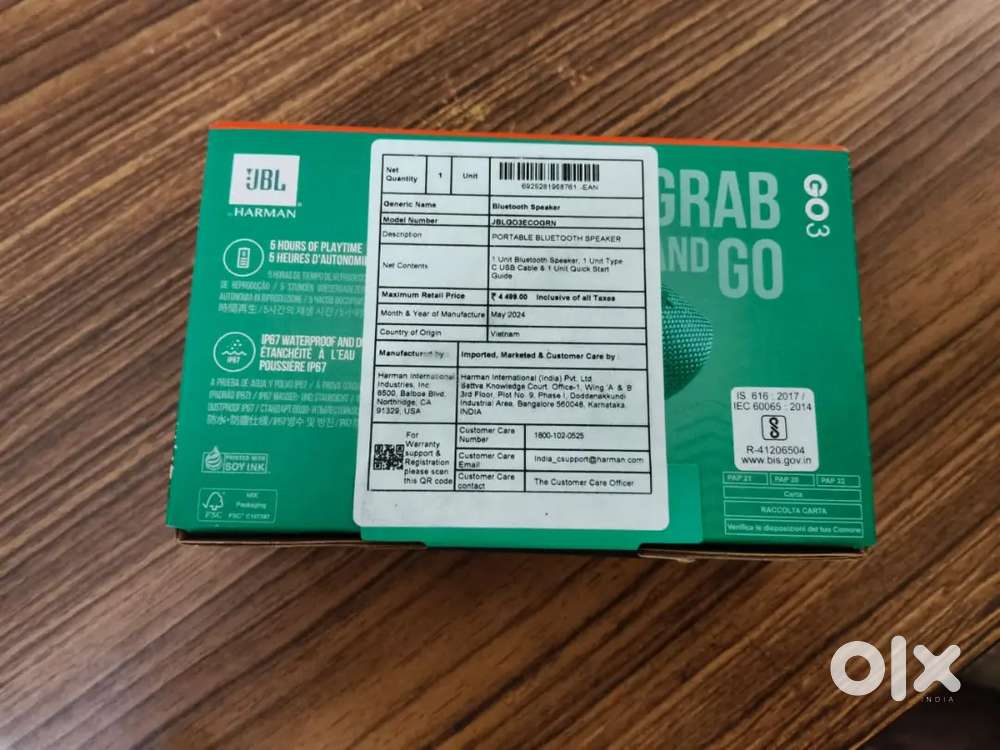 JBL
by HARMAN
5 HOURS OF PLAYTIME
5 HEURES D'AUTONOMI
IP67
IP67 WATERPROOF AND D
ÉTANCHÉITÉ À L'EAU
POUSSIÈRE IP67
PRINTED WITH
SOY INK
FSC
MIX
Packaging
Net Quantity 1 Unit
6925281968761 -EAN
Generic Name Bluetooth Speaker
Model Number JBLGO3ECOGRN
Description PORTABLE BLUETOOTH SPEAKER
Net Contents 1 Unit Bluetooth Speaker, 1 Unit Type
C USB Cable & 1 Unit Quick Start
Guide
Maximum Retail Price ₹ 4 499.00 Inclusive of all Taxes
Month & Year of Manufacture May 2024
Country of Origin Vietnam
Manufactured by : Imported, Marketed & Customer Care by :
Harman International
Industries, Inc
8500, Balboa Blvd.
Northridge, CA
91329, USA
Harman International (India) Pvt. Ltd
Sattva Knowledge Court. Office-1, Wing 'A' & B
3rd Floor, Plot No. 9, Phase I, Doddanakkundi
Industrial Area, Bangalore 560048, Karnataka.
INDIA
For
Warranty
support &
Registration
please scan
this QR code
Customer Care
Number 1800-102-0525
Customer Care
Email India_csupport@harman com
Customer Care
contact The Customer Care Officer
GRAB
AND GO
GO3
IS 616 : 2017 /
IEC 60065 : 2014
R-41206504
www.bis.gov.in
PAP 21 PAP 20 PAP 22
Carta
RACCOLTA CARTA
Verifica le disposizioni del tuo Comune
olx
INDIA